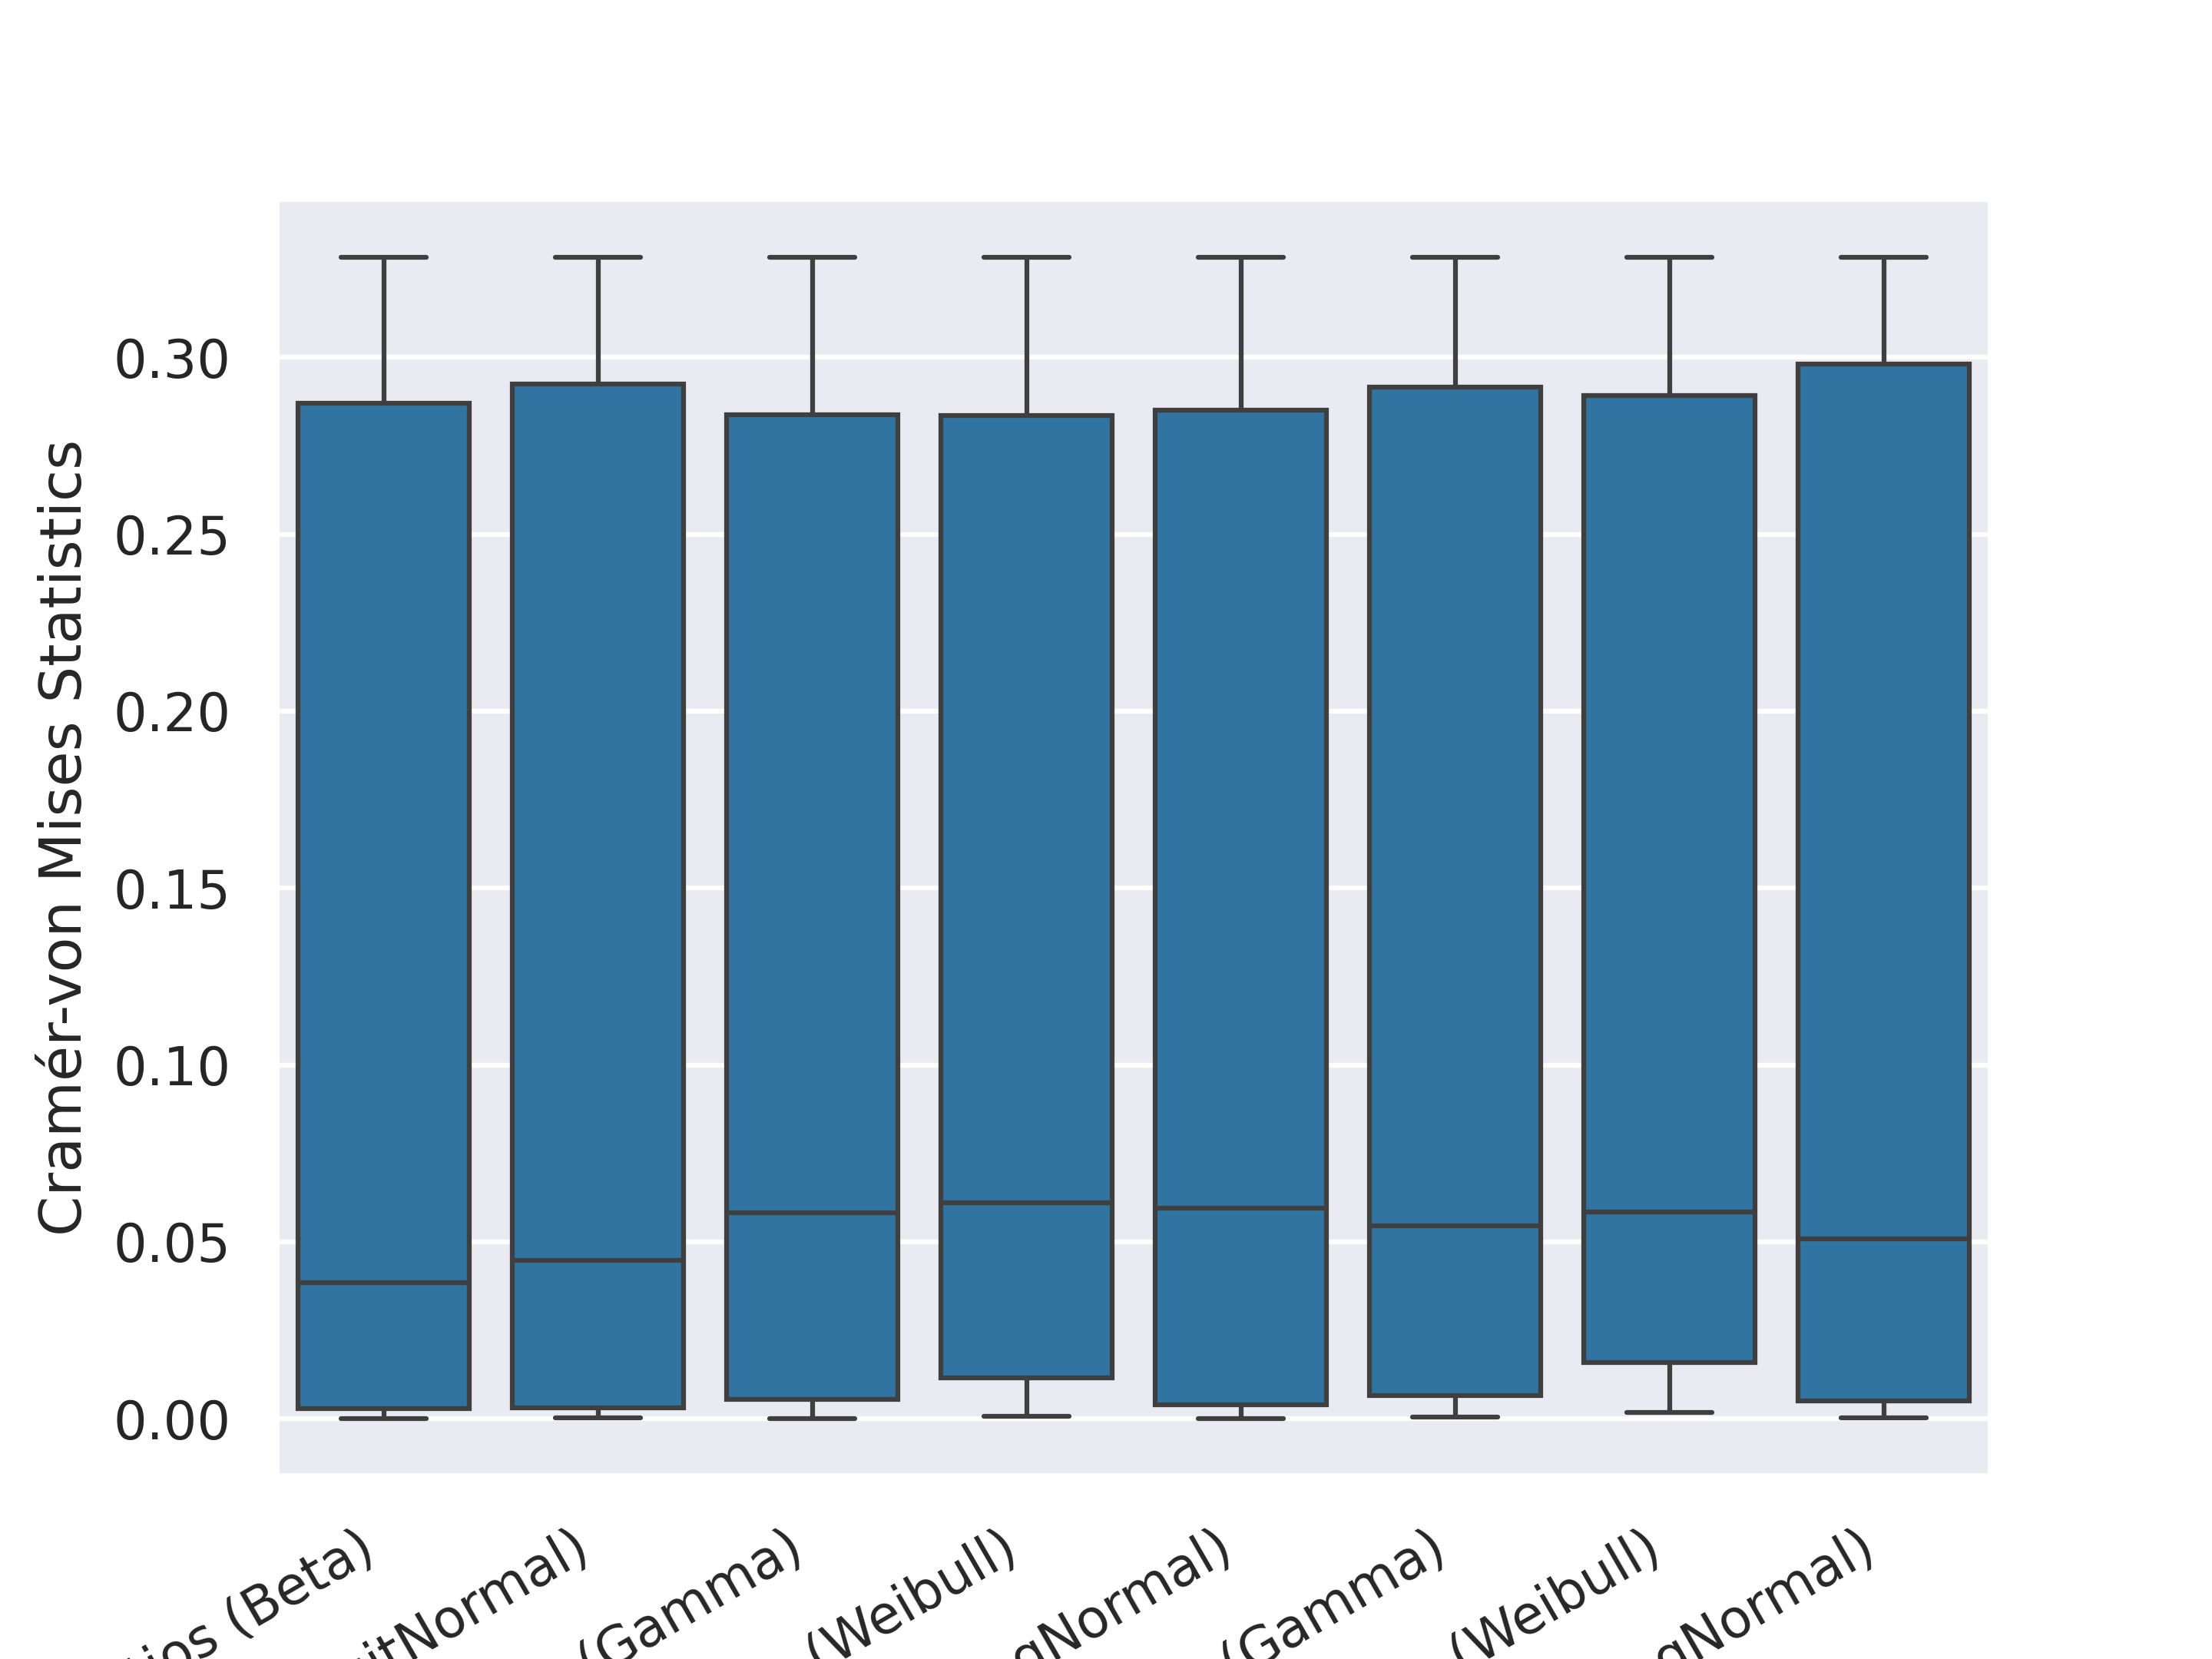 Cramér-von Mises Statistics
0.30
0.25
0.20
0.15
0.10
0.05
0.00
(Beta)
(Gamma)
(Weibull)
(Gamma)
(Weibull)